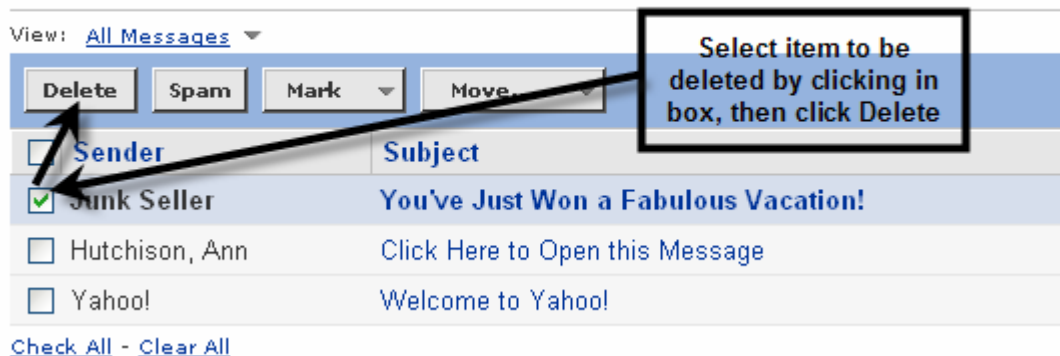 View: All Messages
Select item to be
deleted by clicking in
box, then click Delete
Delete Spam Mark Move...
Sender Subject
Junk Seller You've Just Won a Fabulous Vacation!
Hutchison, Ann Click Here to Open this Message
Yahoo! Welcome to Yahoo!
Check All - Clear All